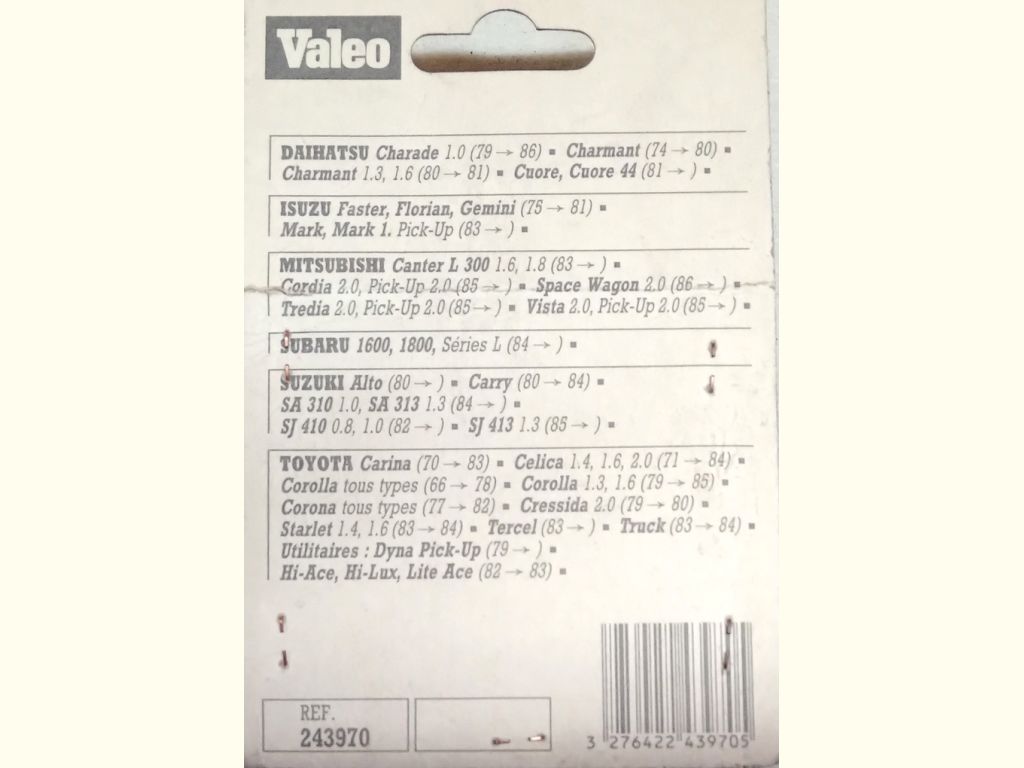 Valeo
DAIHATSU Charade 1.0 (79 → 86) ▪ Charmant (74 → 80) ▪
Charmant 1.3, 1.6 (80 → 81) ▪ Cuore, Cuore 44 (81 → ) ▪
ISUZU Faster, Florian, Gemini (75 → 81) ▪
Mark, Mark 1. Pick-Up (83 → ) ▪
MITSUBISHI Canter L 300 1.6, 1.8 (83 → ) ▪
Cordia 2.0, Pick-Up 2.0 (85 → ) ▪ Space Wagon 2.0 (86 → ) ▪
Tredia 2.0, Pick-Up 2.0 (85 → ) ▪ Vista 2.0, Pick-Up 2.0 (85 → ) ▪
SUBARU 1600, 1800, Séries L (84 → ) ▪
SUZUKI Alto (80 → ) ▪ Carry (80 → 84) ▪
SA 310 1.0, SA 313 1.3 (84 → ) ▪
SJ 410 0.8, 1.0 (82 → ) ▪ SJ 413 1.3 (85 → ) ▪
TOYOTA Carina (70 → 83) ▪ Celica 1.4, 1.6, 2.0 (71 → 84) ▪
Corolla tous types (66 → 78) ▪ Corolla 1.3, 1.6 (79 → 85) ▪
Corona tous types (77 → 82) ▪ Cressida 2.0 (79 → 80) ▪
Starlet 1.4, 1.6 (83 → 84) ▪ Tercel (83 → ) ▪ Truck (83 → 84) ▪
Utilitaires : Dyna Pick-Up (79 → ) ▪
Hi-Ace, Hi-Lux, Lite Ace (82 → 83) ▪
REF.
243970
3 276422 439705